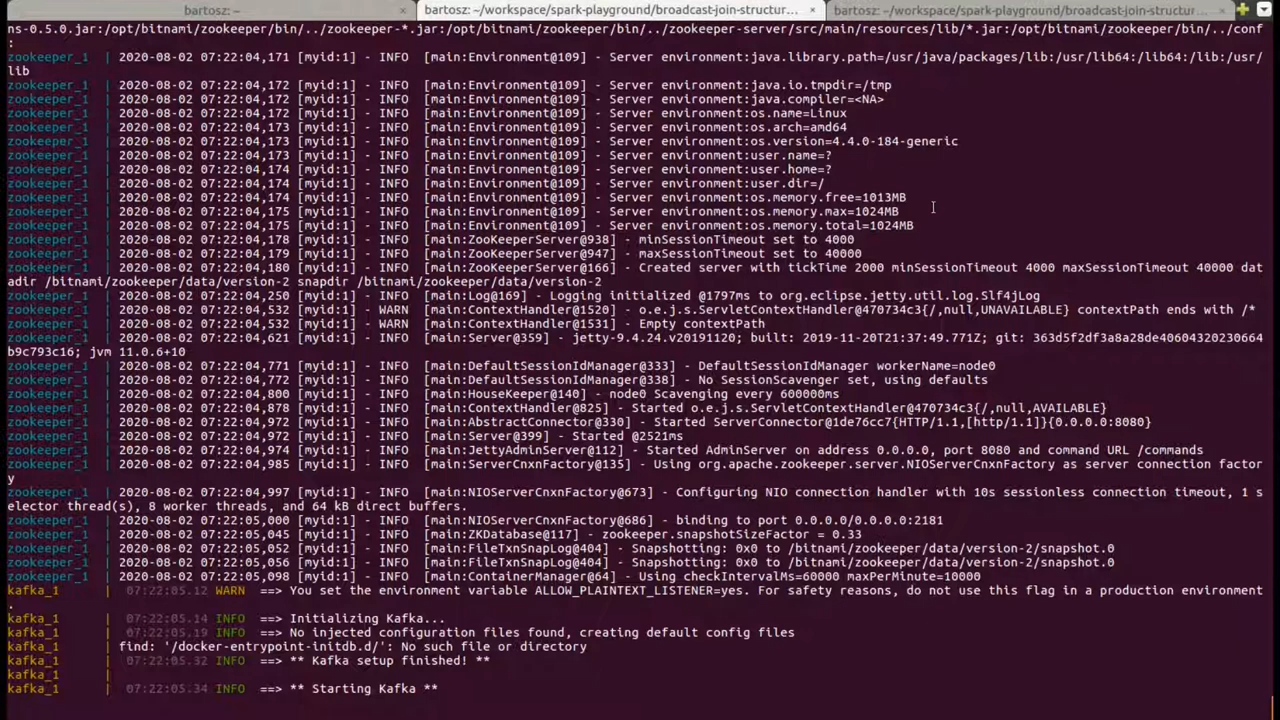 bartosz: ~
bartosz: ~/workspace/spark-playground/broadcast-join-structur...
bartosz: ~/workspace/spark-playground/broadcast-join-structur...
ns-0.5.0.jar:/opt/bitnami/zookeeper/bin/../zookeeper-*.jar:/opt/bitnami/zookeeper/bin/../zookeeper-server/src/main/resources/lib/*.jar:/opt/bitnami/zookeeper/bin/../conf
:
zookeeper_1  | 2020-08-02 07:22:04,171 [myid:1] - INFO  [main:Environment@109] - Server environment:java.library.path=/usr/java/packages/lib:/usr/lib64:/lib64:/lib:/usr/
lib
zookeeper_1  | 2020-08-02 07:22:04,172 [myid:1] - INFO  [main:Environment@109] - Server environment:java.io.tmpdir=/tmp
zookeeper_1  | 2020-08-02 07:22:04,172 [myid:1] - INFO  [main:Environment@109] - Server environment:java.compiler=<NA>
zookeeper_1  | 2020-08-02 07:22:04,172 [myid:1] - INFO  [main:Environment@109] - Server environment:os.name=Linux
zookeeper_1  | 2020-08-02 07:22:04,173 [myid:1] - INFO  [main:Environment@109] - Server environment:os.arch=amd64
zookeeper_1  | 2020-08-02 07:22:04,173 [myid:1] - INFO  [main:Environment@109] - Server environment:os.version=4.4.0-184-generic
zookeeper_1  | 2020-08-02 07:22:04,173 [myid:1] - INFO  [main:Environment@109] - Server environment:user.name=?
zookeeper_1  | 2020-08-02 07:22:04,174 [myid:1] - INFO  [main:Environment@109] - Server environment:user.home=?
zookeeper_1  | 2020-08-02 07:22:04,174 [myid:1] - INFO  [main:Environment@109] - Server environment:user.dir=/
zookeeper_1  | 2020-08-02 07:22:04,174 [myid:1] - INFO  [main:Environment@109] - Server environment:os.memory.free=1013MB
zookeeper_1  | 2020-08-02 07:22:04,175 [myid:1] - INFO  [main:Environment@109] - Server environment:os.memory.max=1024MB
zookeeper_1  | 2020-08-02 07:22:04,175 [myid:1] - INFO  [main:Environment@109] - Server environment:os.memory.total=1024MB
zookeeper_1  | 2020-08-02 07:22:04,178 [myid:1] - INFO  [main:ZooKeeperServer@938] - minSessionTimeout set to 4000
zookeeper_1  | 2020-08-02 07:22:04,179 [myid:1] - INFO  [main:ZooKeeperServer@947] - maxSessionTimeout set to 40000
zookeeper_1  | 2020-08-02 07:22:04,180 [myid:1] - INFO  [main:ZooKeeperServer@166] - Created server with tickTime 2000 minSessionTimeout 4000 maxSessionTimeout 40000 dat
adir /bitnami/zookeeper/data/version-2 snapdir /bitnami/zookeeper/data/version-2
zookeeper_1  | 2020-08-02 07:22:04,250 [myid:1] - INFO  [main:Log@169] - Logging initialized @1797ms to org.eclipse.jetty.util.log.Slf4jLog
zookeeper_1  | 2020-08-02 07:22:04,532 [myid:1] - WARN  [main:ContextHandler@1520] - o.e.j.s.ServletContextHandler@470734c3{/,null,UNAVAILABLE} contextPath ends with /*
zookeeper_1  | 2020-08-02 07:22:04,532 [myid:1] - WARN  [main:ContextHandler@1531] - Empty contextPath
zookeeper_1  | 2020-08-02 07:22:04,621 [myid:1] - INFO  [main:Server@359] - jetty-9.4.24.v20191120; built: 2019-11-20T21:37:49.771Z; git: 363d5f2df3a8a28de40604320230664
b9c793c16; jvm 11.0.6+10
zookeeper_1  | 2020-08-02 07:22:04,771 [myid:1] - INFO  [main:DefaultSessionIdManager@333] - DefaultSessionIdManager workerName=node0
zookeeper_1  | 2020-08-02 07:22:04,772 [myid:1] - INFO  [main:DefaultSessionIdManager@338] - No SessionScavenger set, using defaults
zookeeper_1  | 2020-08-02 07:22:04,800 [myid:1] - INFO  [main:HouseKeeper@140] - node0 Scavenging every 600000ms
zookeeper_1  | 2020-08-02 07:22:04,878 [myid:1] - INFO  [main:ContextHandler@825] - Started o.e.j.s.ServletContextHandler@470734c3{/,null,AVAILABLE}
zookeeper_1  | 2020-08-02 07:22:04,972 [myid:1] - INFO  [main:AbstractConnector@330] - Started ServerConnector@1de76cc7{HTTP/1.1,[http/1.1]}{0.0.0.0:8080}
zookeeper_1  | 2020-08-02 07:22:04,972 [myid:1] - INFO  [main:Server@399] - Started @2521ms
zookeeper_1  | 2020-08-02 07:22:04,974 [myid:1] - INFO  [main:JettyAdminServer@112] - Started AdminServer on address 0.0.0.0, port 8080 and command URL /commands
zookeeper_1  | 2020-08-02 07:22:04,985 [myid:1] - INFO  [main:ServerCnxnFactory@135] - Using org.apache.zookeeper.server.NIOServerCnxnFactory as server connection factor
y
zookeeper_1  | 2020-08-02 07:22:04,997 [myid:1] - INFO  [main:NIOServerCnxnFactory@673] - Configuring NIO connection handler with 10s sessionless connection timeout, 1 s
elector thread(s), 8 worker threads, and 64 kB direct buffers.
zookeeper_1  | 2020-08-02 07:22:05,000 [myid:1] - INFO  [main:NIOServerCnxnFactory@686] - binding to port 0.0.0.0/0.0.0.0:2181
zookeeper_1  | 2020-08-02 07:22:05,045 [myid:1] - INFO  [main:ZKDatabase@117] - zookeeper.snapshotSizeFactor = 0.33
zookeeper_1  | 2020-08-02 07:22:05,052 [myid:1] - INFO  [main:FileTxnSnapLog@404] - Snapshotting: 0x0 to /bitnami/zookeeper/data/version-2/snapshot.0
zookeeper_1  | 2020-08-02 07:22:05,056 [myid:1] - INFO  [main:FileTxnSnapLog@404] - Snapshotting: 0x0 to /bitnami/zookeeper/data/version-2/snapshot.0
zookeeper_1  | 2020-08-02 07:22:05,098 [myid:1] - INFO  [main:ContainerManager@64] - Using checkIntervalMs=60000 maxPerMinute=10000
kafka_1      | 07:22:05.12 WARN  ==> You set the environment variable ALLOW_PLAINTEXT_LISTENER=yes. For safety reasons, do not use this flag in a production environment
.
kafka_1      | 07:22:05.14 INFO  ==> Initializing Kafka...
kafka_1      | 07:22:05.19 INFO  ==> No injected configuration files found, creating default config files
kafka_1      | find: '/docker-entrypoint-initdb.d/': No such file or directory
kafka_1      | 07:22:05.32 INFO  ==> ** Kafka setup finished! **
kafka_1      |
kafka_1      | 07:22:05.34 INFO  ==> ** Starting Kafka **